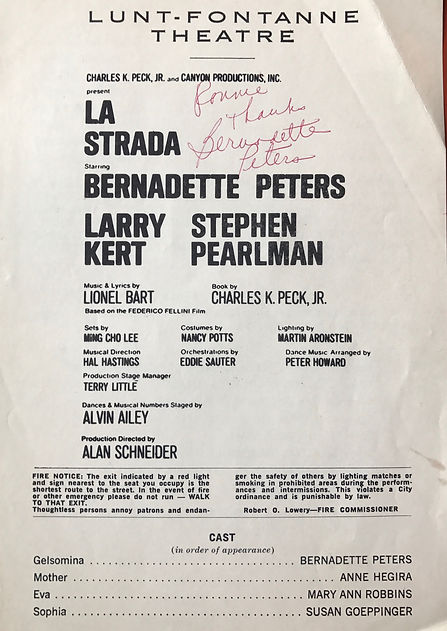 LUNT-FONTANNE
THEATRE
CHARLES K. PECK, JR. and CANYON PRODUCTIONS, INC.
present
Ronnie
Thanks
Bernadette
Peters
LA
STRADA
Starring
BERNADETTE PETERS
LARRY KERT
STEPHEN PEARLMAN
Music & Lyrics by
LIONEL BART
Book by
CHARLES K. PECK, JR.
Based on the FEDERICO FELLINI Film
Sets by
MING CHO LEE
Costumes by
NANCY POTTS
Lighting by
MARTIN ARONSTEIN
Musical Direction
HAL HASTINGS
Orchestrations by
EDDIE SAUTER
Dance Music Arranged by
PETER HOWARD
Production Stage Manager
TERRY LITTLE
Dances & Musical Numbers Staged by
ALVIN AILEY
Production Directed by
ALAN SCHNEIDER
FIRE NOTICE: The exit indicated by a red light
and sign nearest to the seat you occupy is the
shortest route to the street. In the event of fire
or other emergency please do not run — WALK
TO THAT EXIT.
Thoughtless persons annoy patrons and endan-
ger the safety of others by lighting matches or
smoking in prohibited areas during the perform-
ances and intermissions. This violates a City
ordinance and is punishable by law.
Robert O. Lowery—FIRE COMMISSIONER
CAST
(in order of appearance)
Gelsomina . . . . . . . . . . . . . . . . . . . . . . . . . . . . BERNADETTE PETERS
Mother . . . . . . . . . . . . . . . . . . . . . . . . . . . . . . . . . . . ANNE HEGIRA
Eva . . . . . . . . . . . . . . . . . . . . . . . . . . . . . . . . . MARY ANN ROBBINS
Sophia . . . . . . . . . . . . . . . . . . . . . . . . . . . . . . SUSAN GOEPPINGER